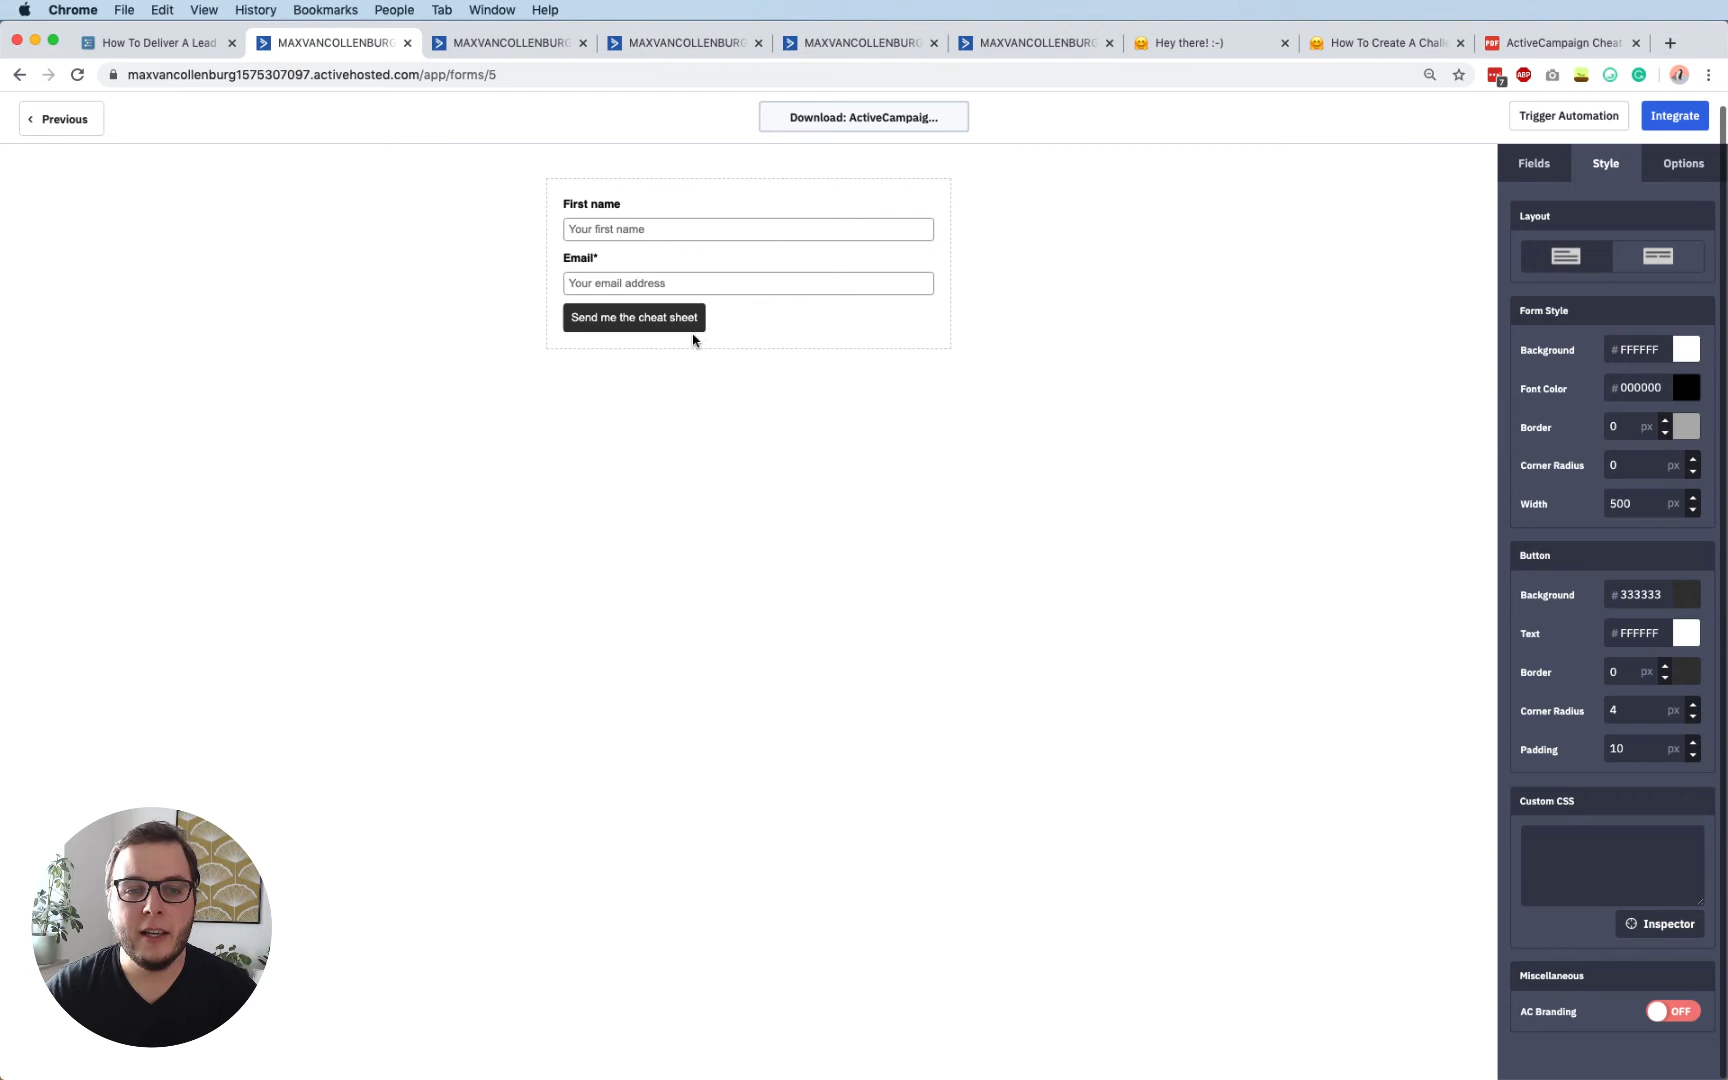 Chrome File Edit View History Bookmarks People Tab Window Help
How To Deliver A Lead
MAXVANCOLLENBURG
MAXVANCOLLENBURG
MAXVANCOLLENBURG
MAXVANCOLLENBURG
MAXVANCOLLENBURG
Hey there! :-)
How To Create A Challe
PDF
ActiveCampaign Cheat
maxvancollenburg1575307097.activehosted.com/app/forms/5
7
ABP
Previous
Download: ActiveCampaig...
Trigger Automation
Integrate
Fields Style Options
First name
Your first name
Email*
Your email address
Send me the cheat sheet
Layout
Form Style
Background # FFFFFF
Font Color # 000000
Border 0 px
Corner Radius 0 px
Width 500 px
Button
Background # 333333
Text # FFFFFF
Border 0 px
Corner Radius 4 px
Padding 10 px
Custom CSS
Inspector
Miscellaneous
AC Branding OFF